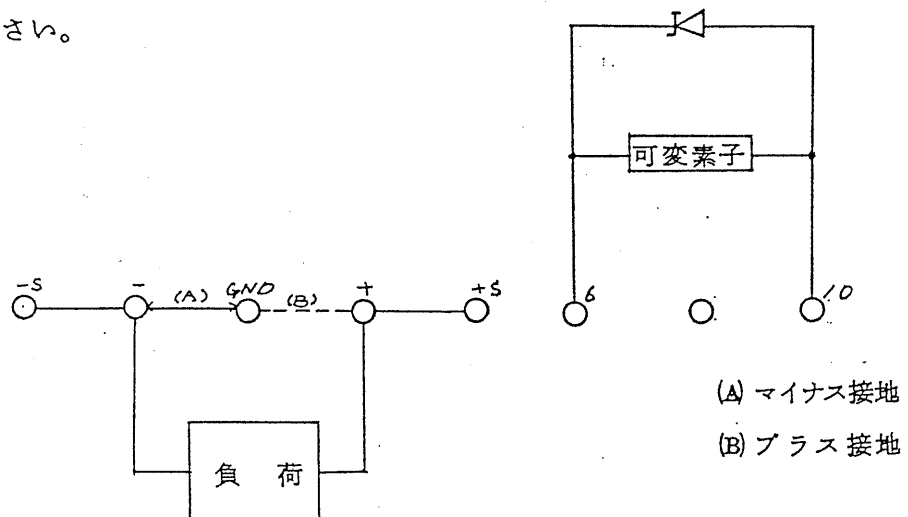 さい。
可変素子
-S - (A) GND (B) + +S 6 10
負 荷
(A) マイナス接地
(B) プラス接地